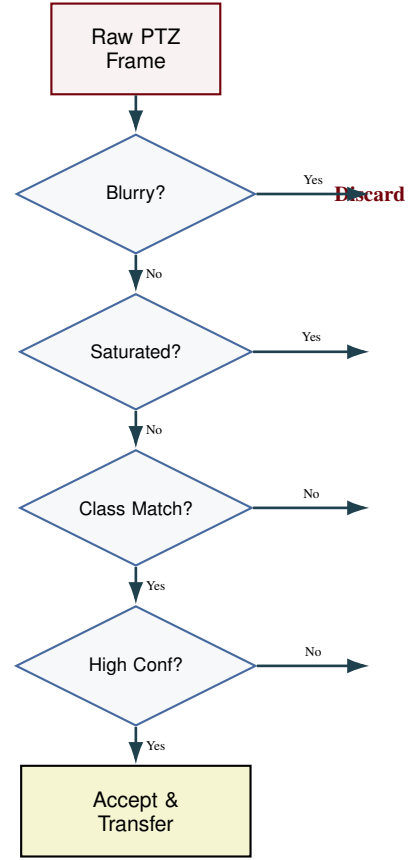 Raw PTZ
Frame
Blurry?
Yes
Discard
No
Saturated?
Yes
No
Class Match?
No
Yes
High Conf?
No
Yes
Accept &
Transfer